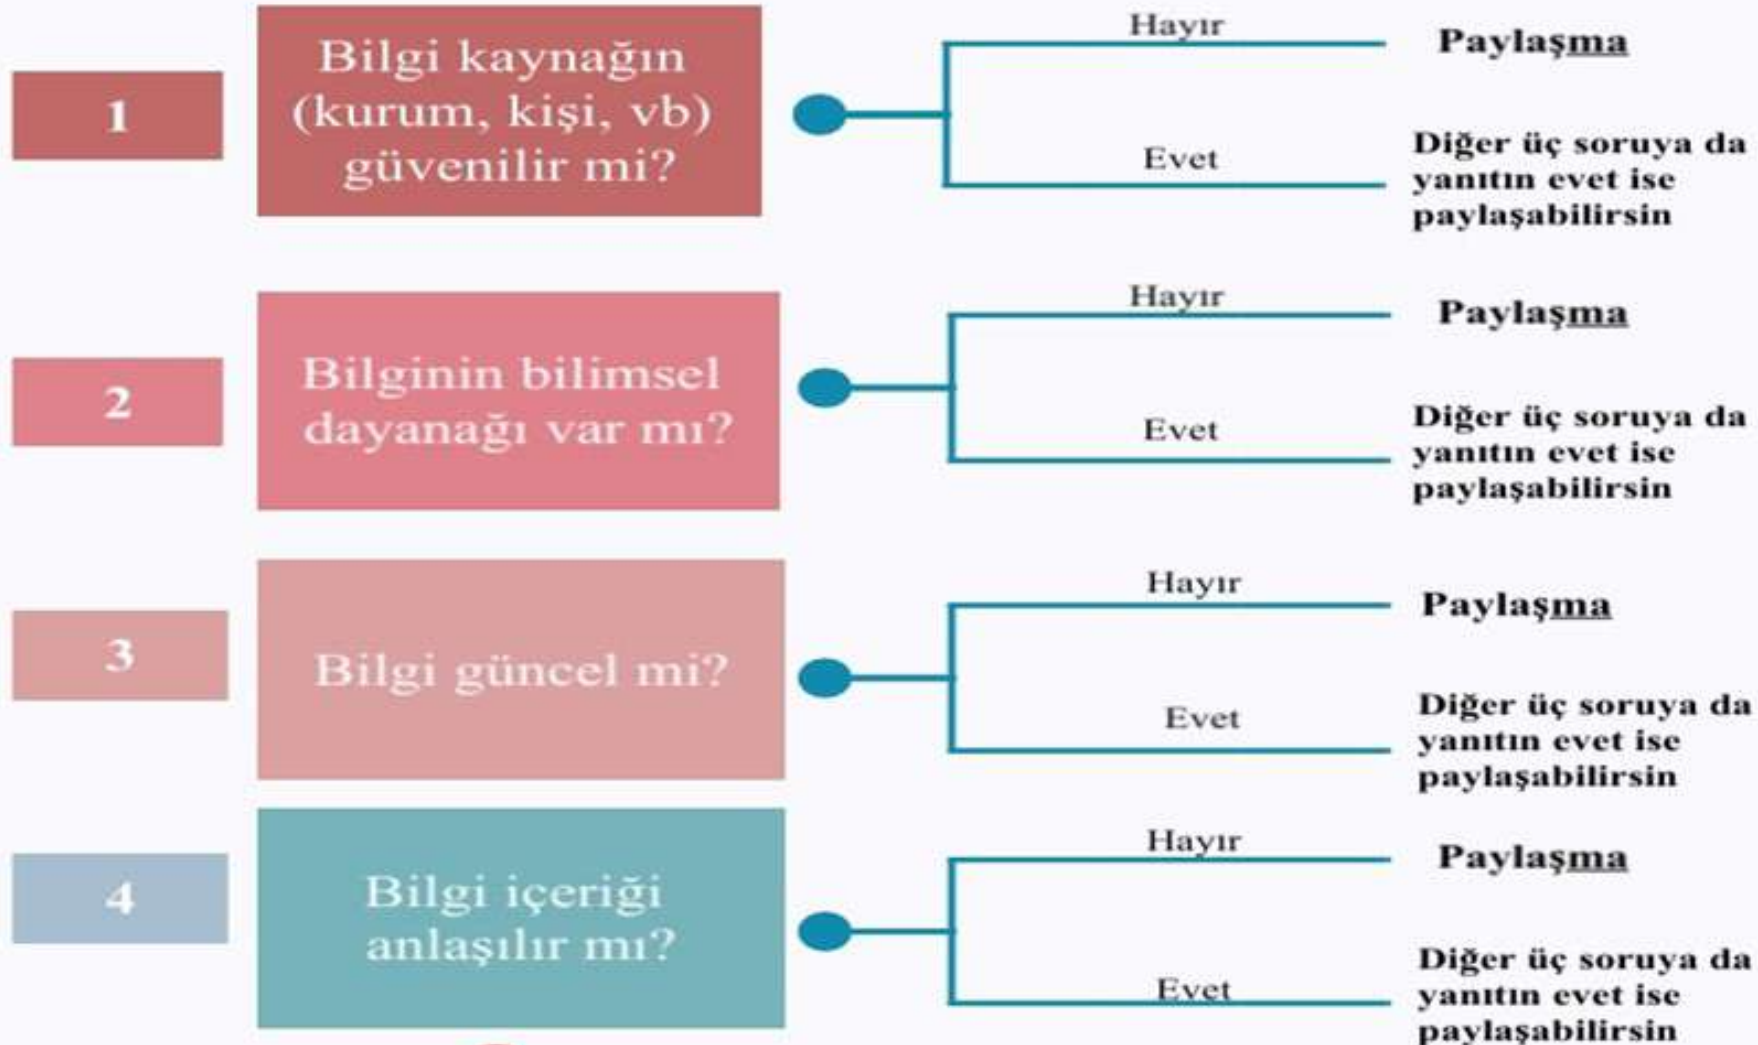 1
Bilgi kaynağın
(kurum, kişi, vb)
güvenilir mi?
Hayır
Paylaşma
Evet
Diğer üç soruya da
yanıtın evet ise
paylaşabilirsin
2
Bilginin bilimsel
dayanağı var mı?
Hayır
Paylaşma
Evet
Diğer üç soruya da
yanıtın evet ise
paylaşabilirsin
3
Bilgi güncel mi?
Hayır
Paylaşma
Evet
Diğer üç soruya da
yanıtın evet ise
paylaşabilirsin
4
Bilgi içeriği
anlaşılır mı?
Hayır
Paylaşma
Evet
Diğer üç soruya da
yanıtın evet ise
paylaşabilirsin